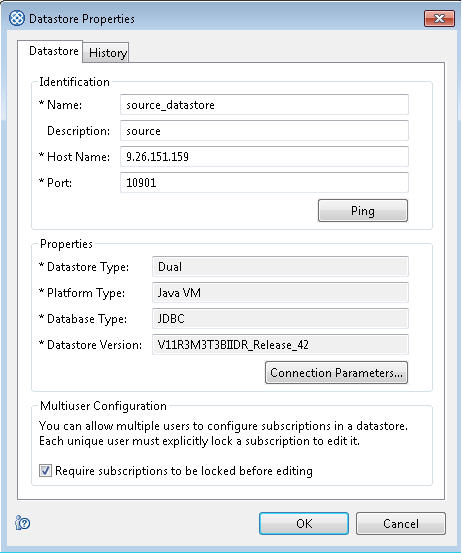 Datastore Properties
Datastore
History
Identification
* Name: source_datastore
Description: source
* Host Name: 9.26.151.159
* Port: 10901
Ping
Properties
* Datastore Type: Dual
* Platform Type: Java VM
* Database Type: JDBC
* Datastore Version: V11R3M3T3BIIDR_Release_42
Connection Parameters...
Multiuser Configuration
You can allow multiple users to configure subscriptions in a datastore.
Each unique user must explicitly lock a subscription to edit it.
Require subscriptions to be locked before editing
OK
Cancel